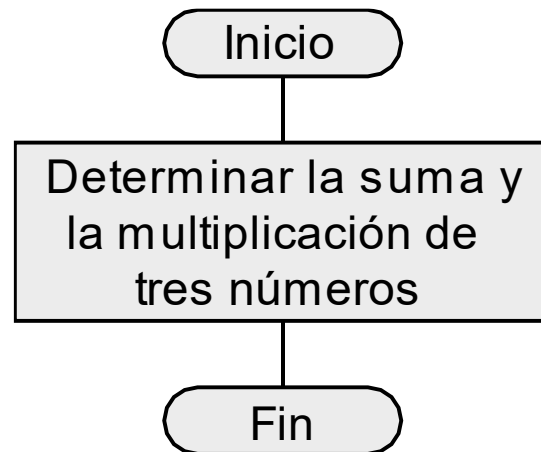 Inicio
Determinar la suma y
la multiplicación de
tres números
Fin